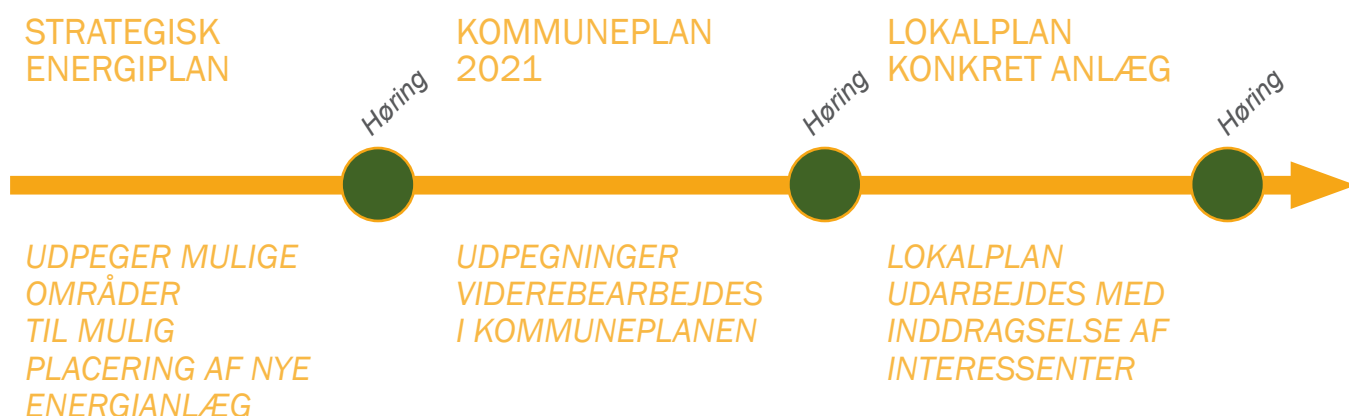 STRATEGISK
ENERGIPLAN
Høring
KOMMUNEPLAN
2021
Høring
LOKALPLAN
KONKRET ANLÆG
Høring
UDPEGER MULIGE
OMRÅDER
TIL MULIG
PLACERING AF NYE
ENERGIANLÆG
UDPEGNINGER
VIDEREBEARBEJDES
I KOMMUNEPLANEN
LOKALPLAN
UDARBEJDES MED
INDDRAGSELSE AF
INTERESSENTER